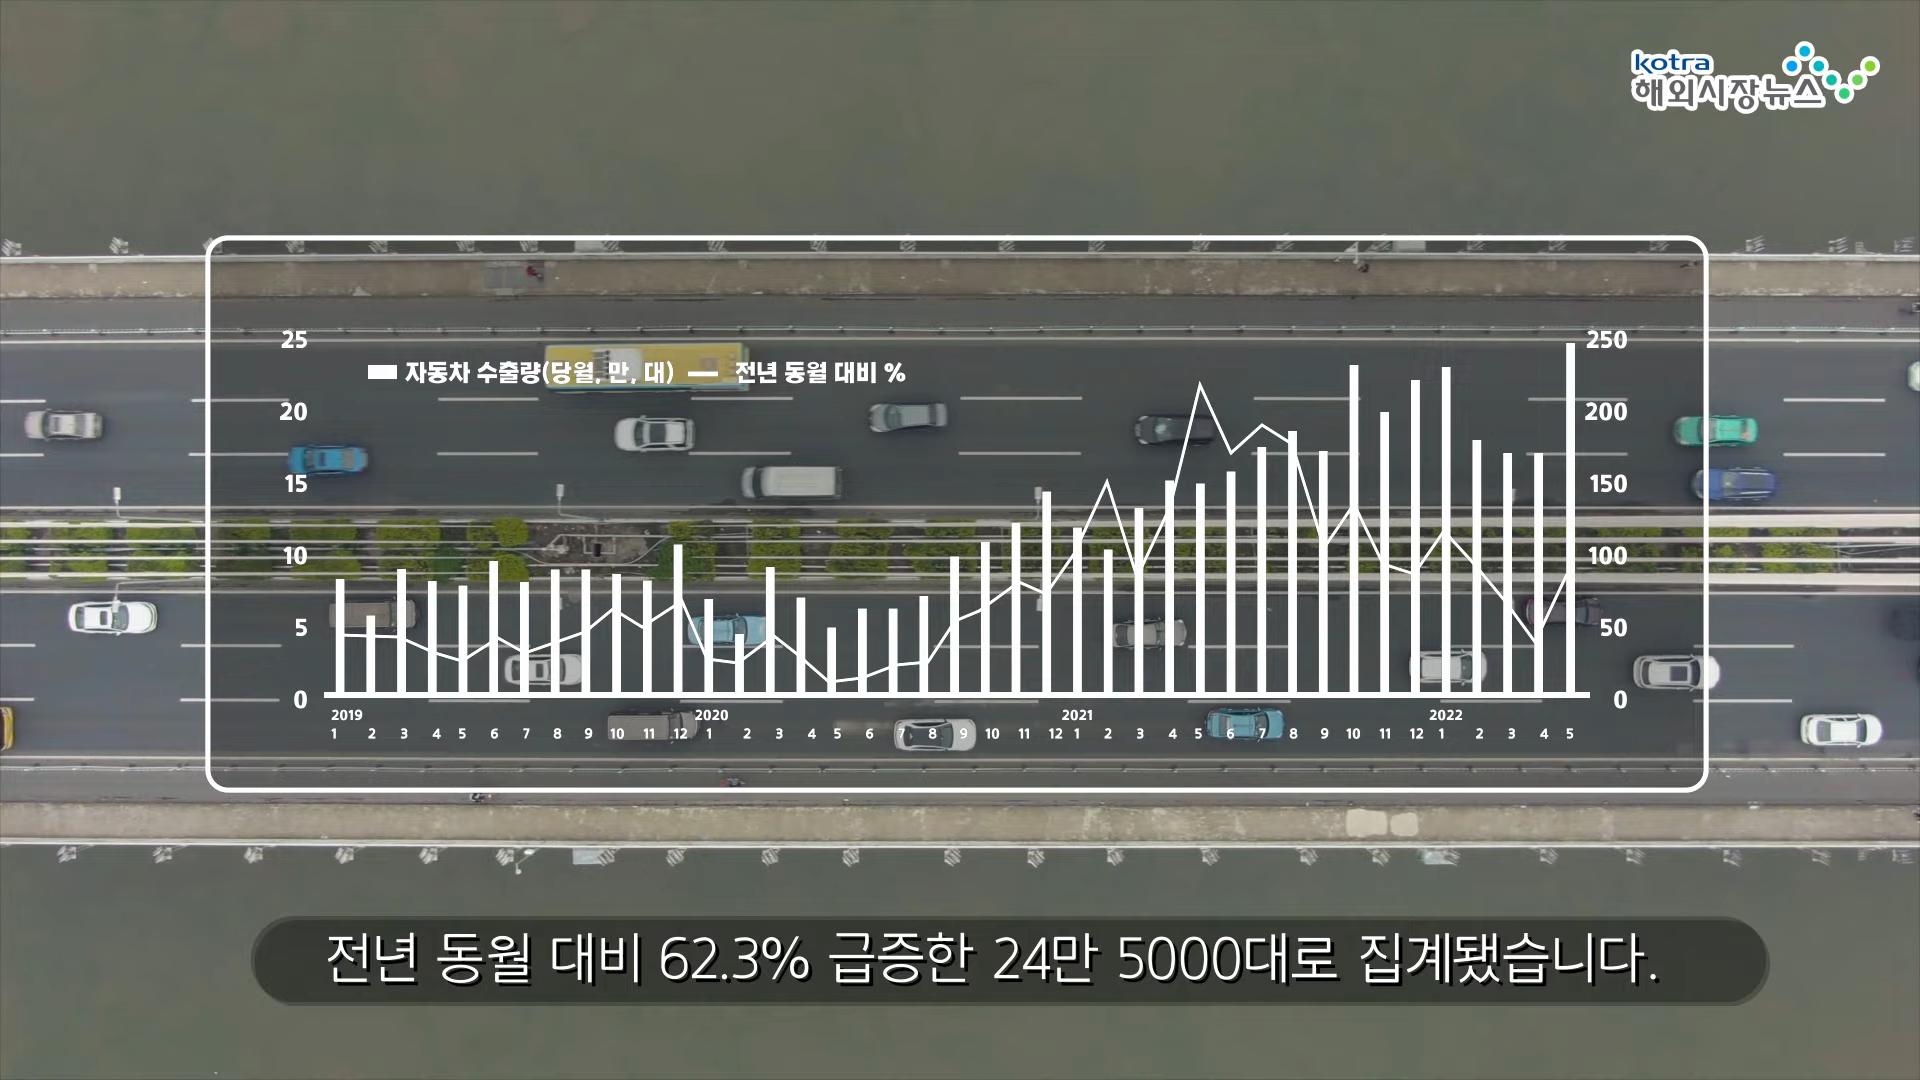 kotra
해외시장뉴스
자동차 수출량(당월, 만, 대) 전년 동월 대비 %
25 250
20 200
15 150
10 100
5 50
0 0
2019 2020 2021 2022
1 2 3 4 5 6 7 8 9 10 11 12 1 2 3 4 5 6 7 8 9 10 11 12 1 2 3 4 5 6 7 8 9 10 11 12 1 2 3 4 5
전년 동월 대비 62.3% 급증한 24만 5000대로 집계됐습니다.